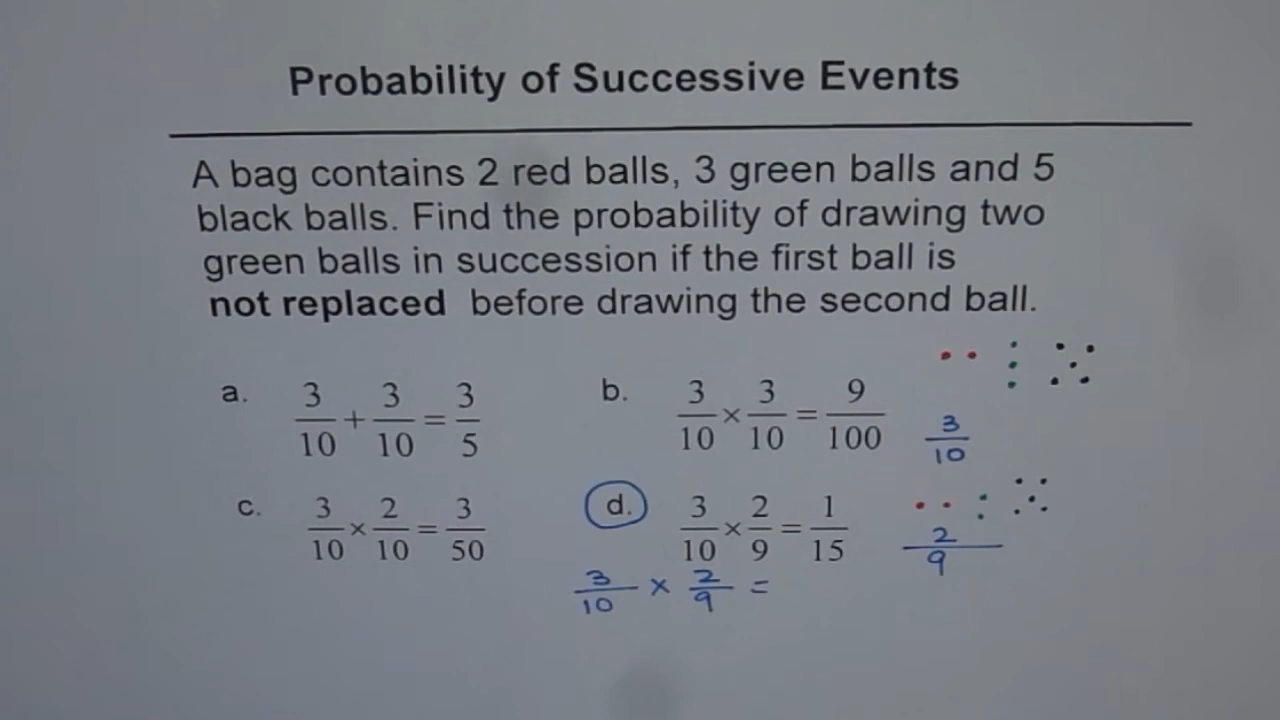 Probability of Successive Events
A bag contains 2 red balls, 3 green balls and 5
black balls. Find the probability of drawing two
green balls in succession if the first ball is
not replaced before drawing the second ball.
a. 3/10 + 3/10 = 3/5
b. 3/10 × 3/10 = 9/100
3/10
c. 3/10 × 2/10 = 3/50
d. 3/10 × 2/9 = 1/15
2/9
3/10 × 2/9 =